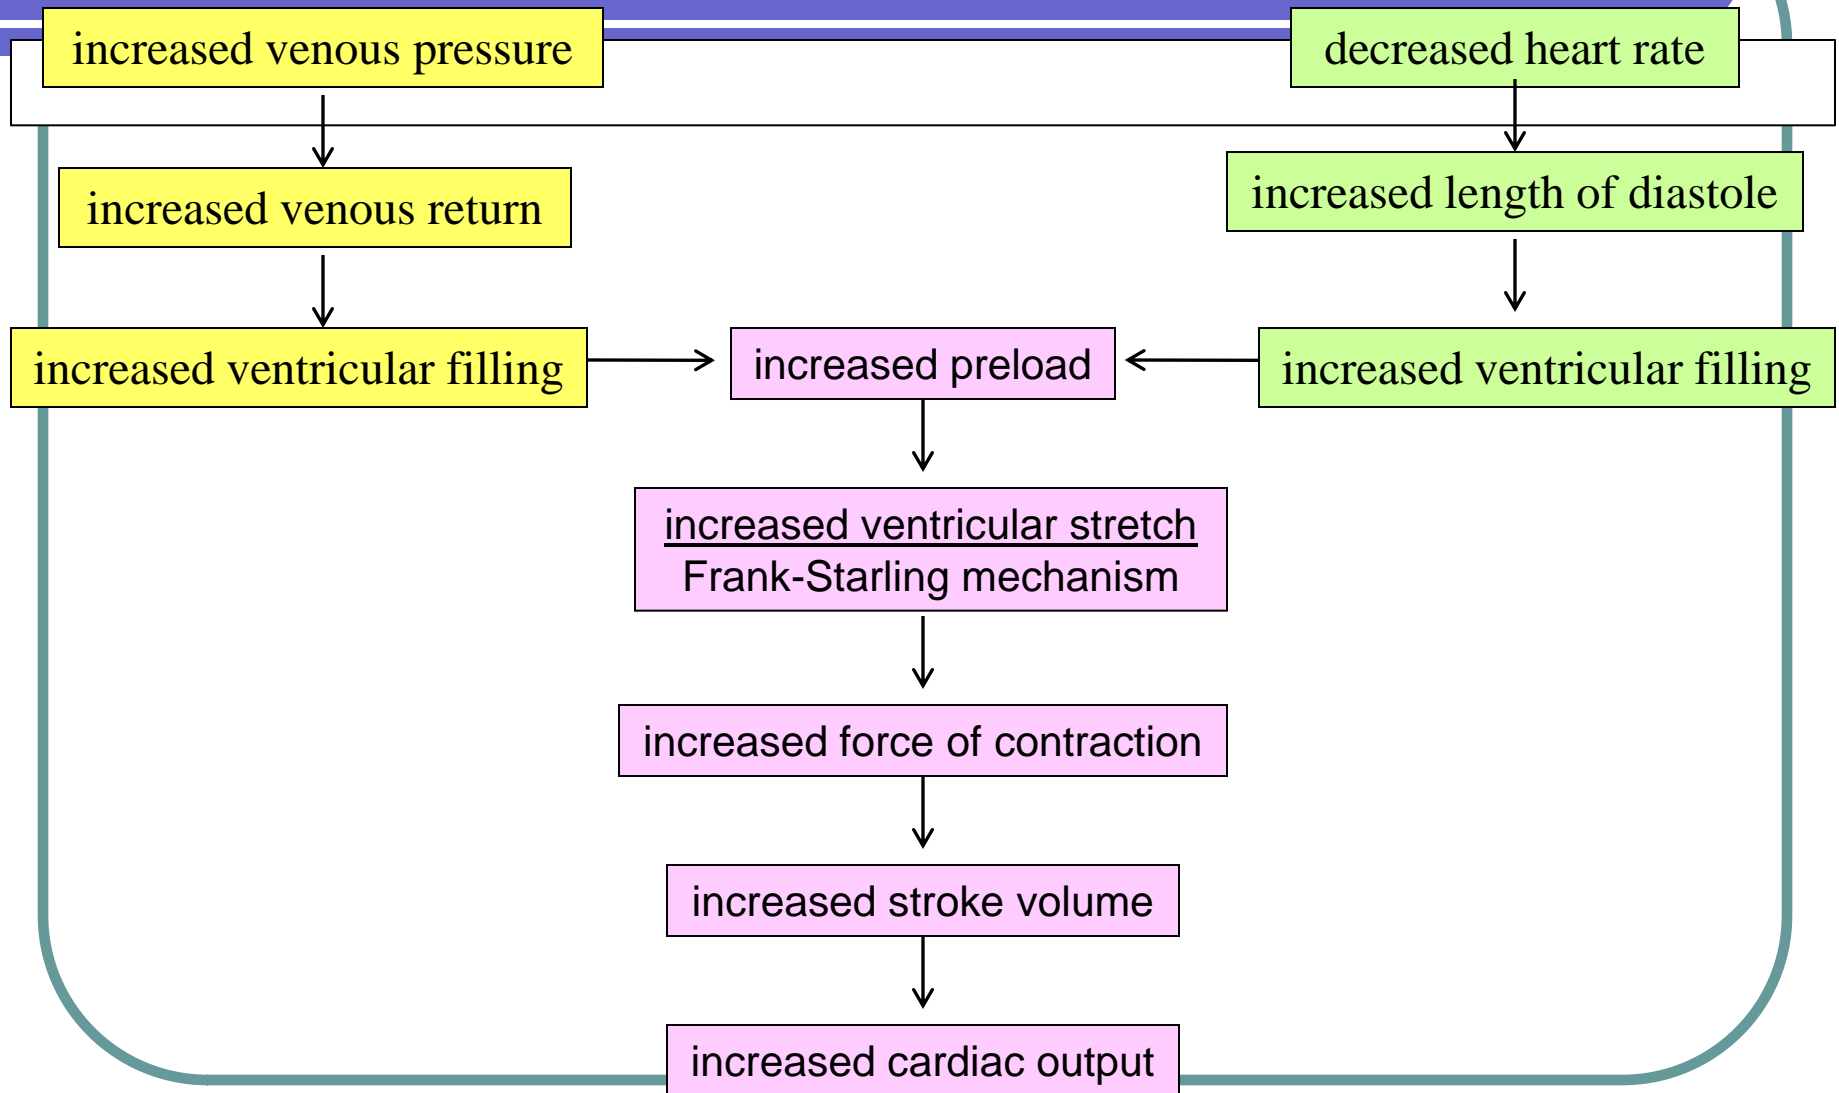 increased venous pressure
decreased heart rate
increased venous return
increased length of diastole
increased ventricular filling
increased preload
increased ventricular filling
increased ventricular stretch
Frank-Starling mechanism
increased force of contraction
increased stroke volume
increased cardiac output